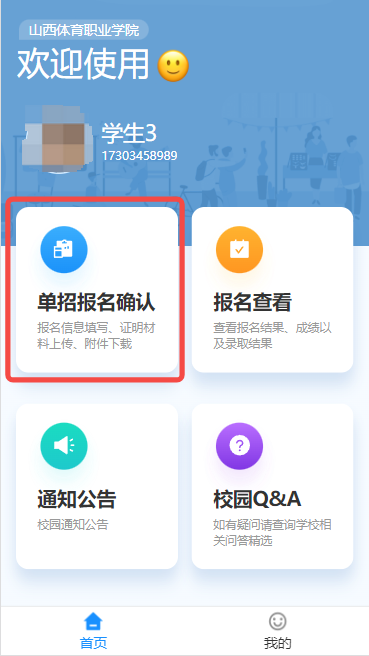 山西体育职业学院
欢迎使用
学生3
17303458989
单招报名确认
报名信息填写、证明材
料上传、附件下载
报名查看
查看报名结果、成绩以
及录取结果
通知公告
校园通知公告
校园Q&A
如有疑问请查询学校相
关问答精选
首页
我的